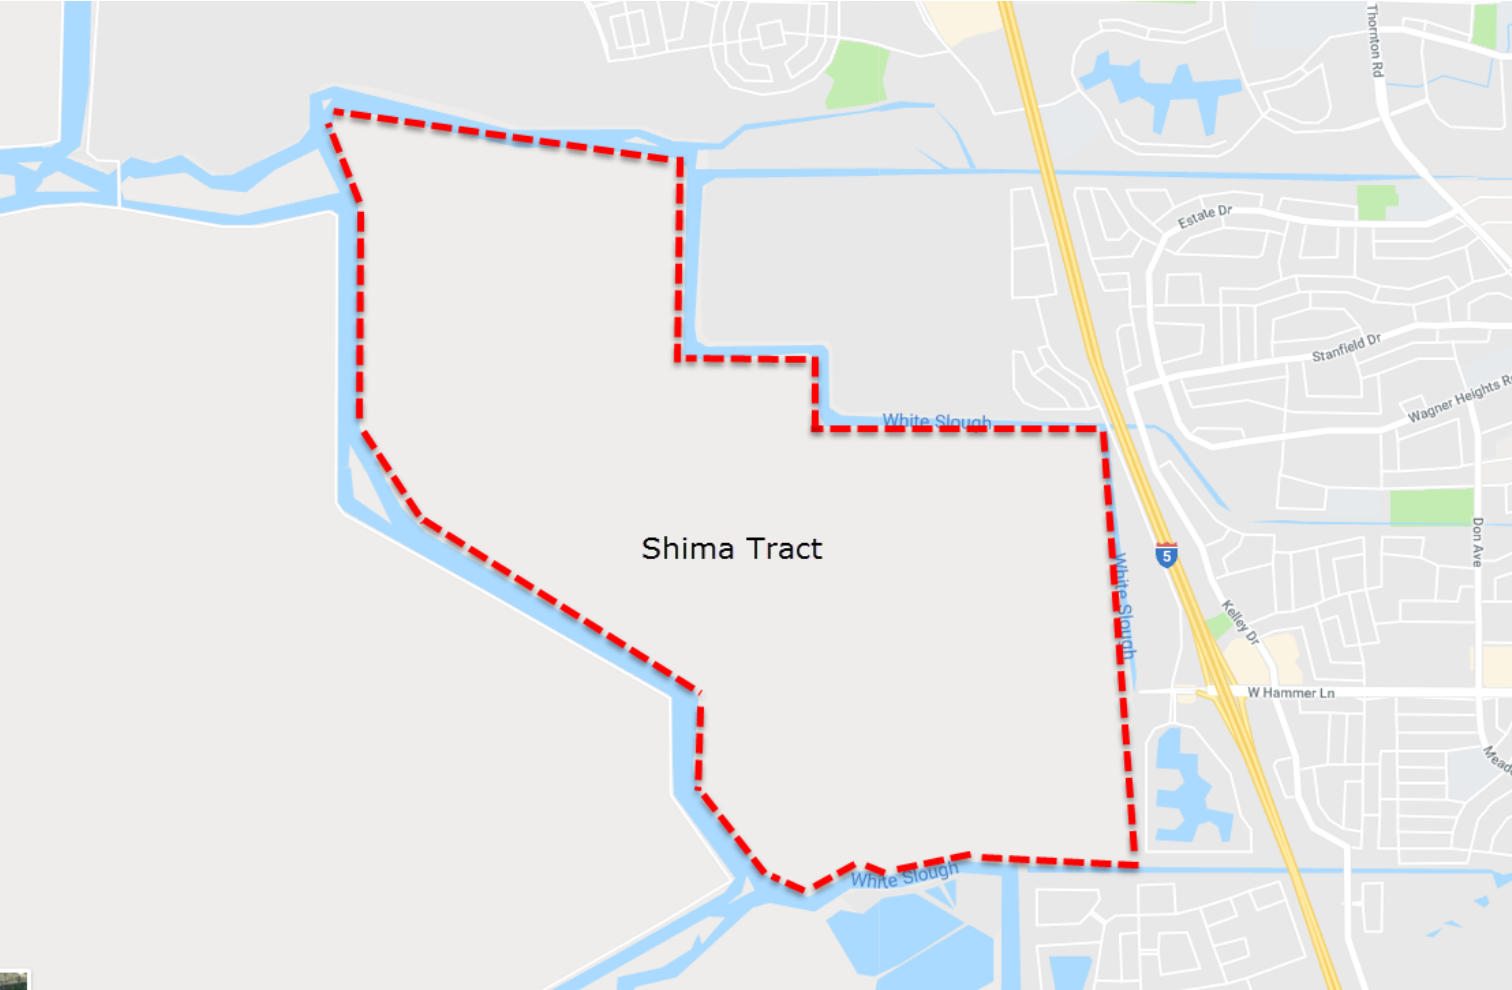 Thornton Rd
Estate Dr
Stanfield Dr
Wagner Heights R
White Slough
Don Ave
Shima Tract
5
White Slough
Kelley Dr
W Hammer Ln
Mead
White Slough